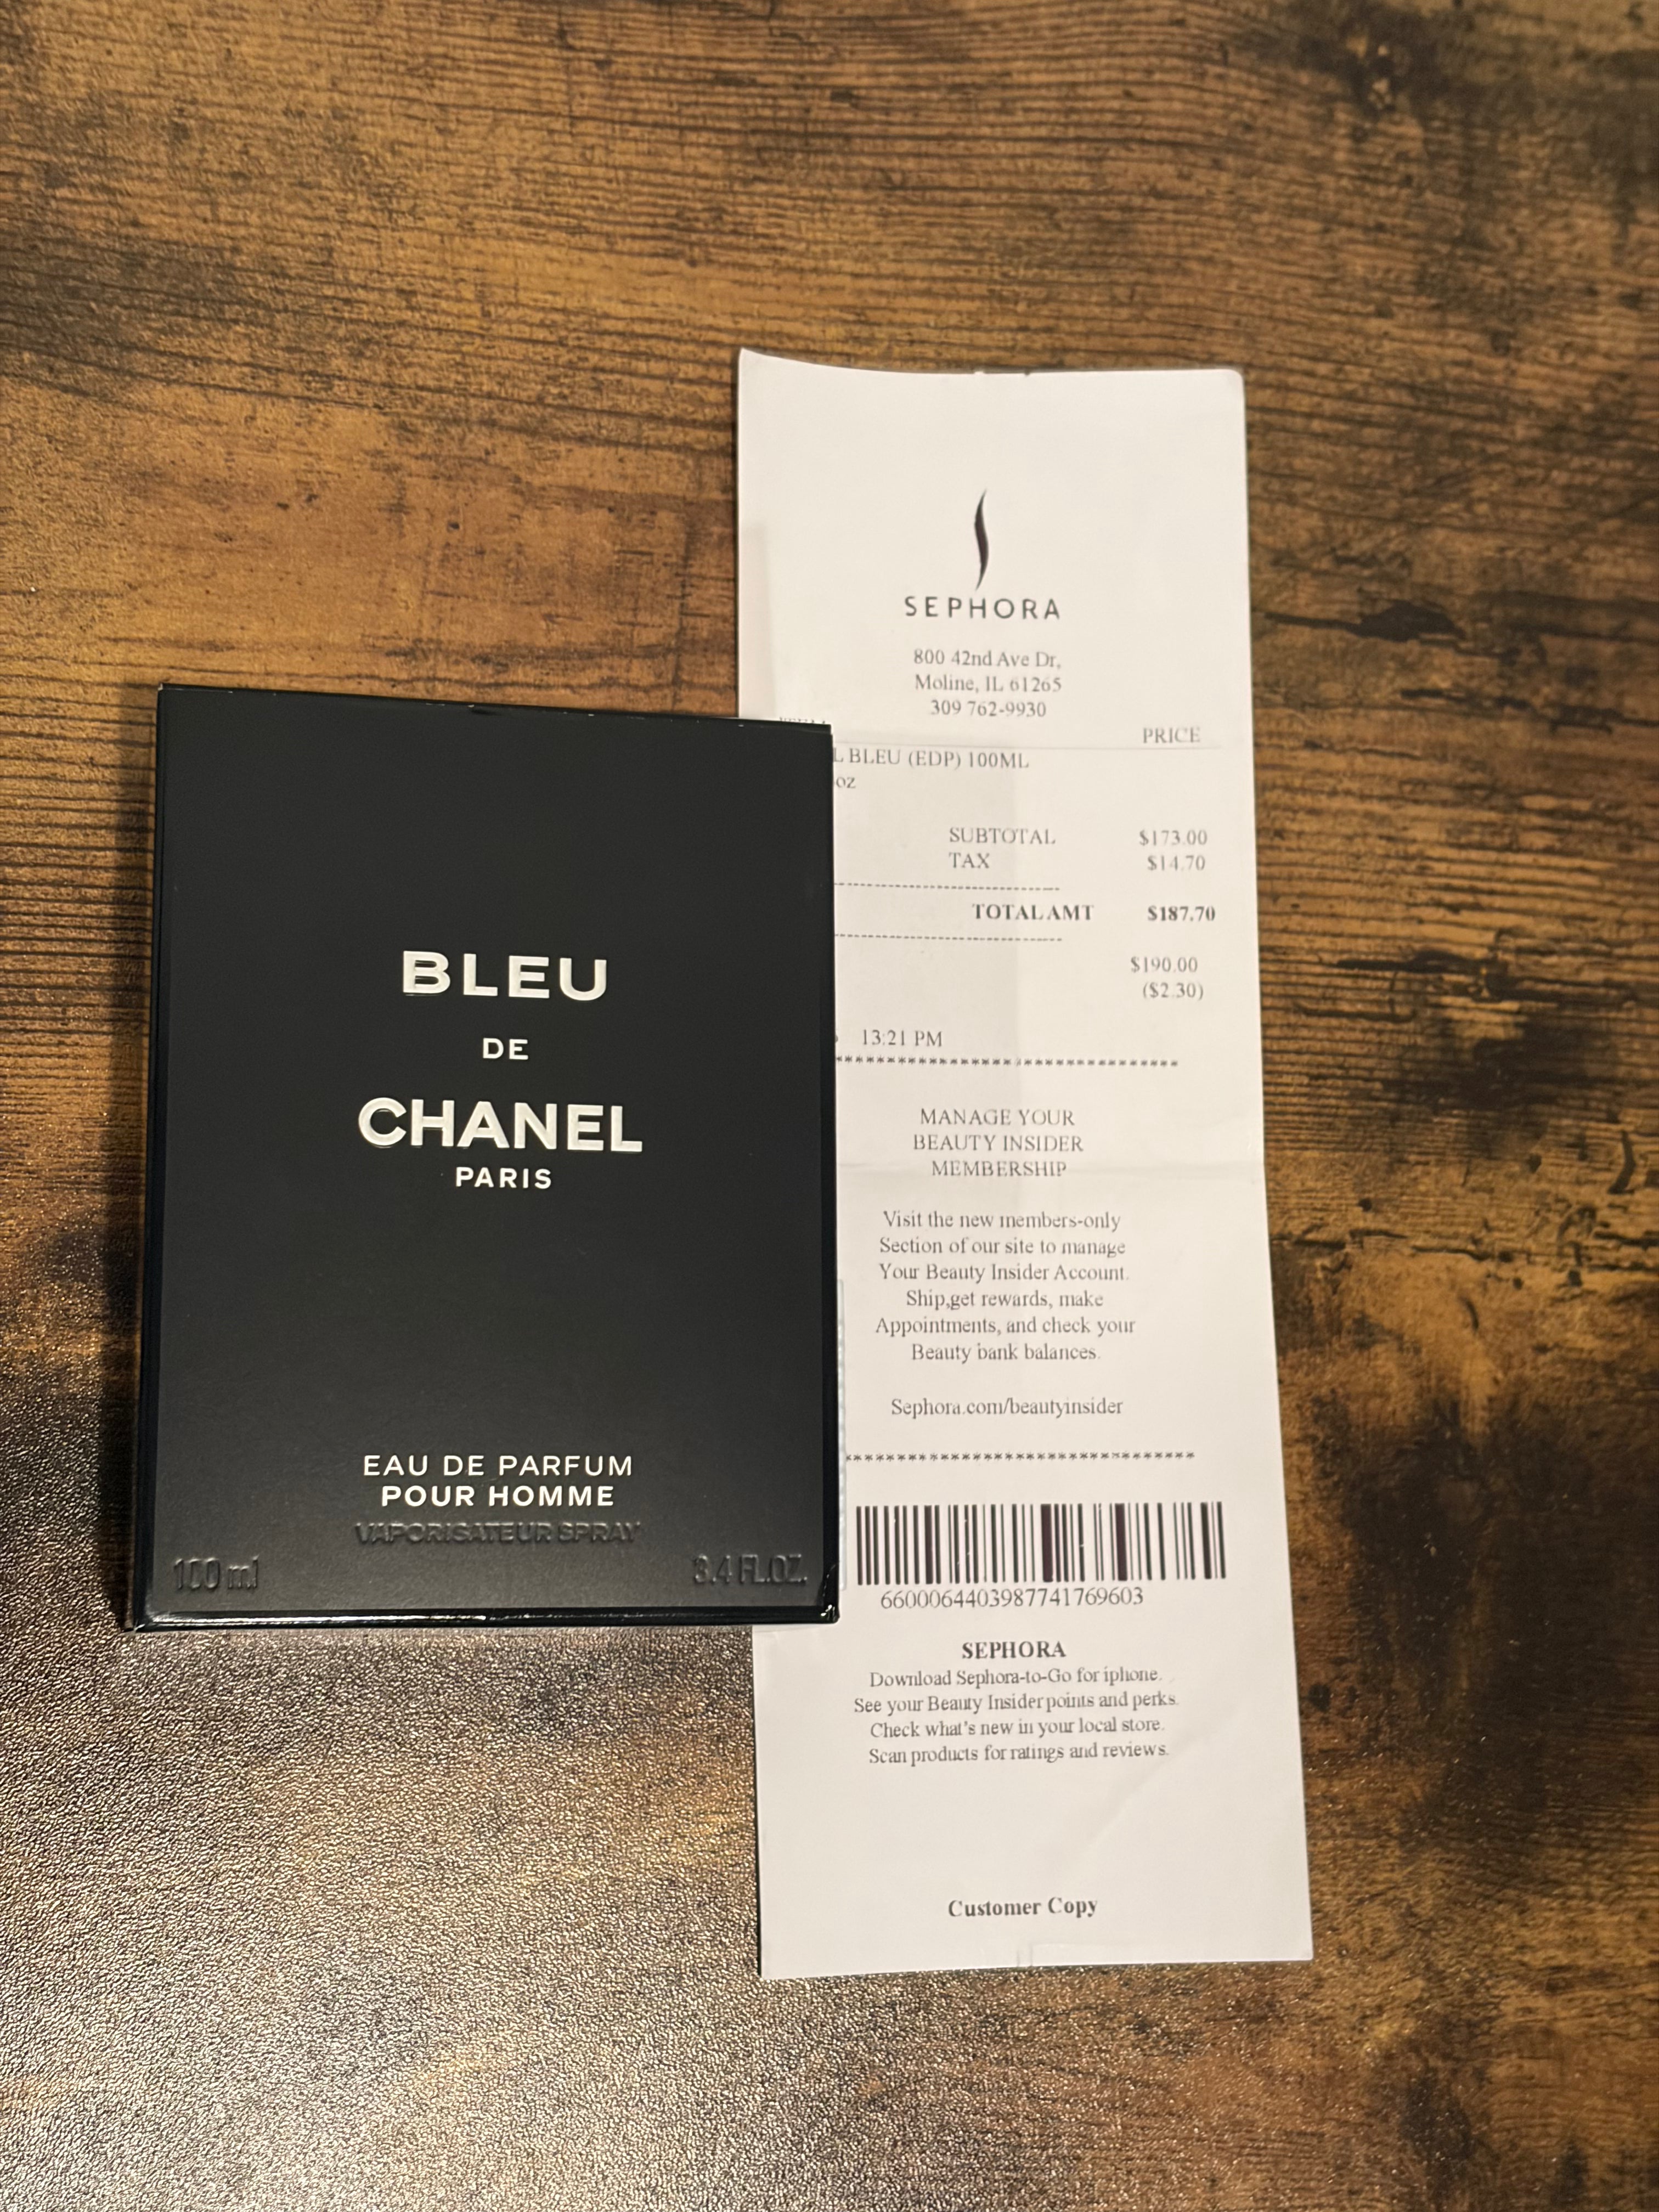 BLEU
DE
CHANEL
PARIS
EAU DE PARFUM
POUR HOMME
VAPORISATEUR SPRAY
100 ml
3.4 FL.OZ.
SEPHORA
800 42nd Ave Dr,
Moline, IL 61265
309 762-9930
PRICE
L BLEU (EDP) 100ML
oz
SUBTOTAL $173.00
TAX $14.70
TOTAL AMT $187.70
$190.00
($2.30)
13:21 PM
*****************************
MANAGE YOUR
BEAUTY INSIDER
MEMBERSHIP
Visit the new members-only
Section of our site to manage
Your Beauty Insider Account.
Ship,get rewards, make
Appointments, and check your
Beauty bank balances.
Sephora.com/beautyinsider
*****************************
6600064403987741769603
SEPHORA
Download Sephora-to-Go for iphone.
See your Beauty Insider points and perks.
Check what's new in your local store.
Scan products for ratings and reviews.
Customer Copy